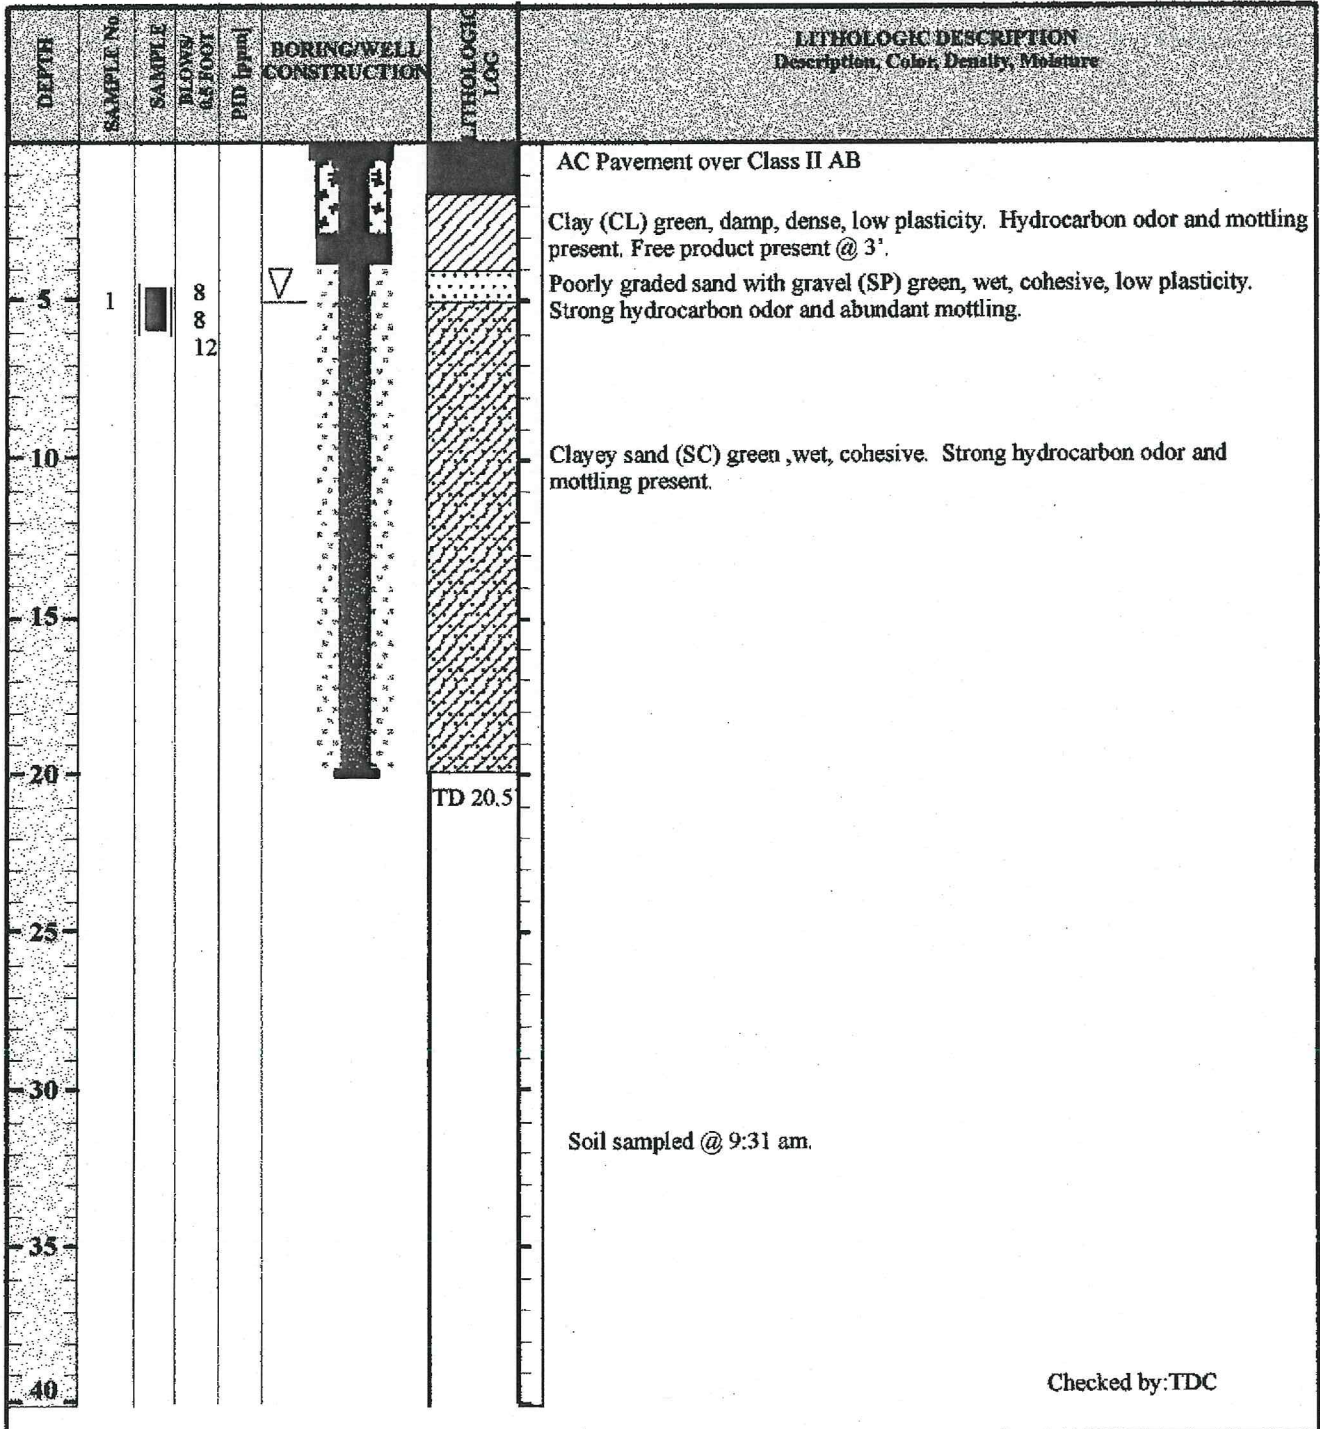 DEPTH
SAMPLE No
SAMPLE
BLOWS/
0.5 FOOT
PID [ppm]
BORING/WELL
CONSTRUCTION
LITHOLOGIC
LOG
LITHOLOGIC DESCRIPTION
Description, Color, Density, Moisture
AC Pavement over Class II AB
Clay (CL) green, damp, dense, low plasticity. Hydrocarbon odor and mottling
present. Free product present @ 3'.
Poorly graded sand with gravel (SP) green, wet, cohesive, low plasticity.
Strong hydrocarbon odor and abundant mottling.
5
1
8
8
12
10
Clayey sand (SC) green ,wet, cohesive. Strong hydrocarbon odor and
mottling present.
15
20
TD 20.5'
25
30
Soil sampled @ 9:31 am.
35
40
Checked by:TDC